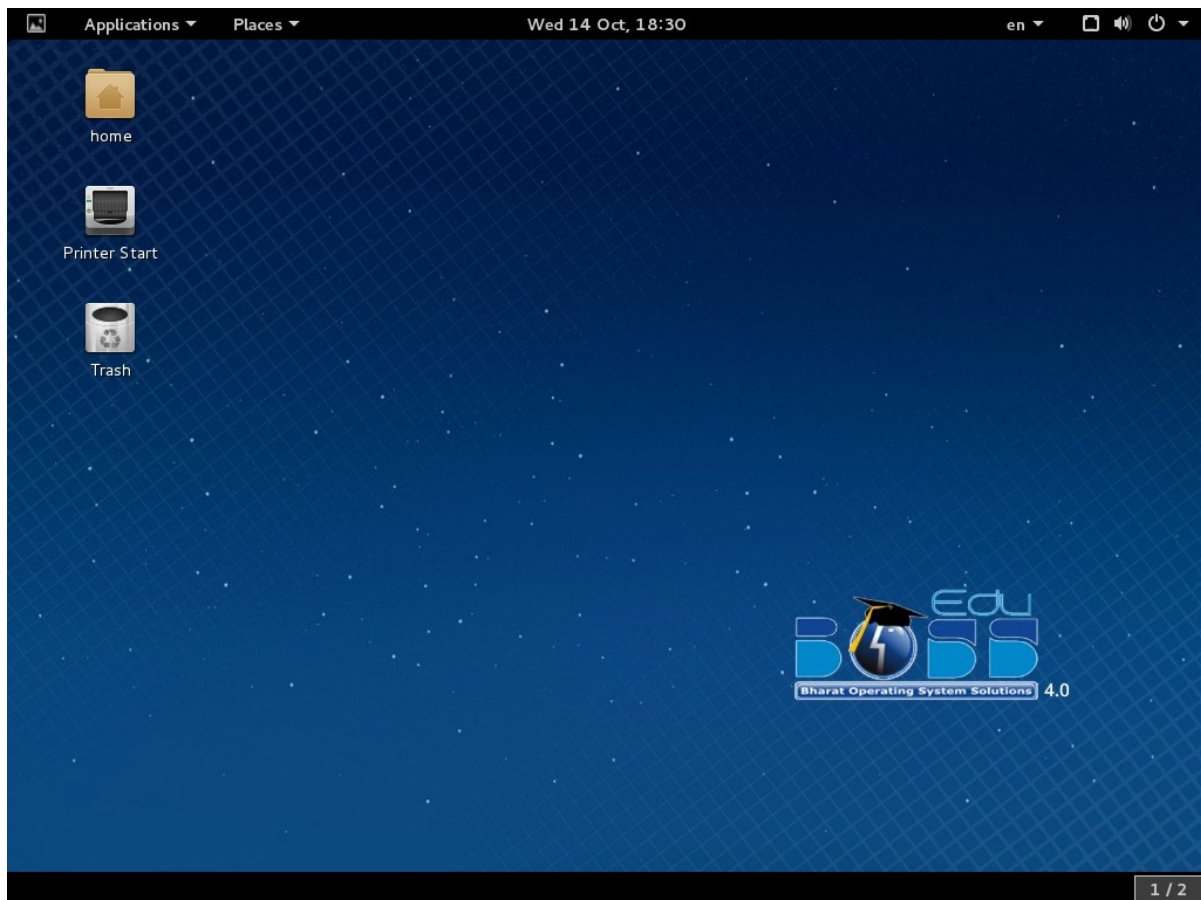 Applications Places Wed 14 Oct, 18:30 en
home
Printer Start
Trash
Edu
BOSS
Bharat Operating System Solutions 4.0
1 / 2